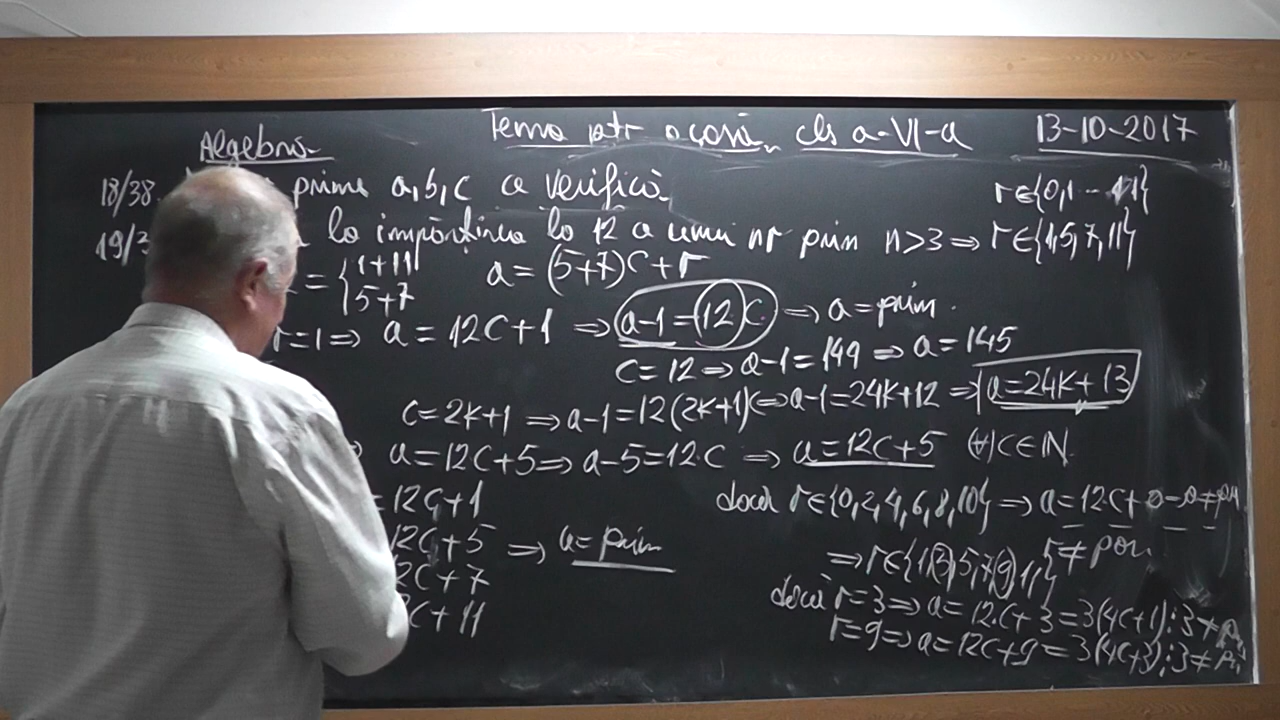 Algebra. Tema ptr acasă, cls a-VI-a 13-10-2017
18/38. prime a,b,c ce verifică r∈{0,1 -- 11}
19/3 la împărțirea la 12 a unui nr prim n>3 ⇒ r∈{1,5,7,11}
= { 1+11
5+7
a=(5+7)C+r
r=1 ⇒ a=12C+1 ⇒ a-1=12C ⇒ a=prim.
C=12 ⇒ a-1=144 ⇒ a=145
C=2K+1 ⇒ a-1=12(2K+1) ⇔ a-1=24K+12 ⇒ a=24K+13
⇒ a=12C+5 ⇒ a-5=12C ⇒ a=12C+5 (∀)C∈ℕ
=12C+1
12C+5 ⇒ a=prim
2C+7
C+11
dacă r∈{0,2,4,6,8,10} ⇒ a=12C+
⇒ r∈{1,3,5,7,9,11}
dacă r=3 ⇒ a=12·C+3=3(4C+1)⋮3≠
r=9 ⇒ a=12C+9=3(4C+3)⋮3≠